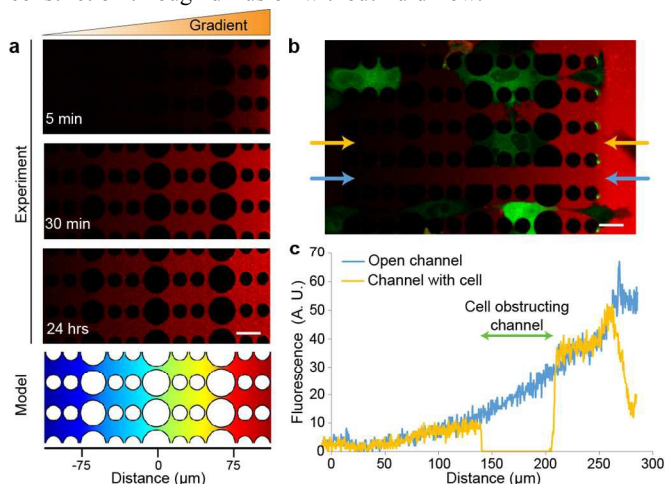 Gradient
a
5 min
30 min
24 hrs
Experiment
Model
-75
0
75
Distance (µm)
b
c
Open channel
Channel with cell
Cell obstructing
channel
Fluorescence (A. U.)
70
60
50
40
30
20
10
0
0
50
100
150
200
250
300
Distance (µm)